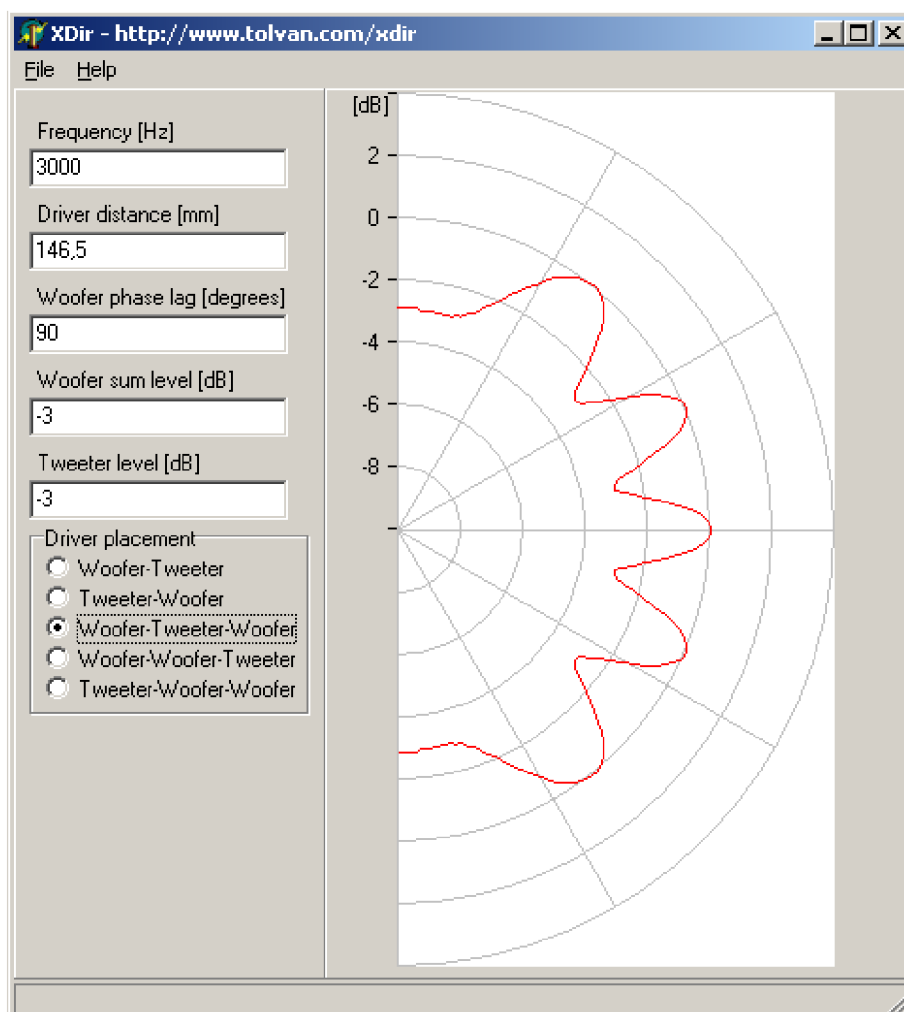 XDir - http://www.tolvan.com/xdir
File Help
Frequency [Hz]
3000
Driver distance [mm]
146,5
Woofer phase lag [degrees]
90
Woofer sum level [dB]
-3
Tweeter level [dB]
-3
Driver placement
Woofer-Tweeter
Tweeter-Woofer
Woofer-Tweeter-Woofer
Woofer-Woofer-Tweeter
Tweeter-Woofer-Woofer
[dB]
2
0
-2
-4
-6
-8